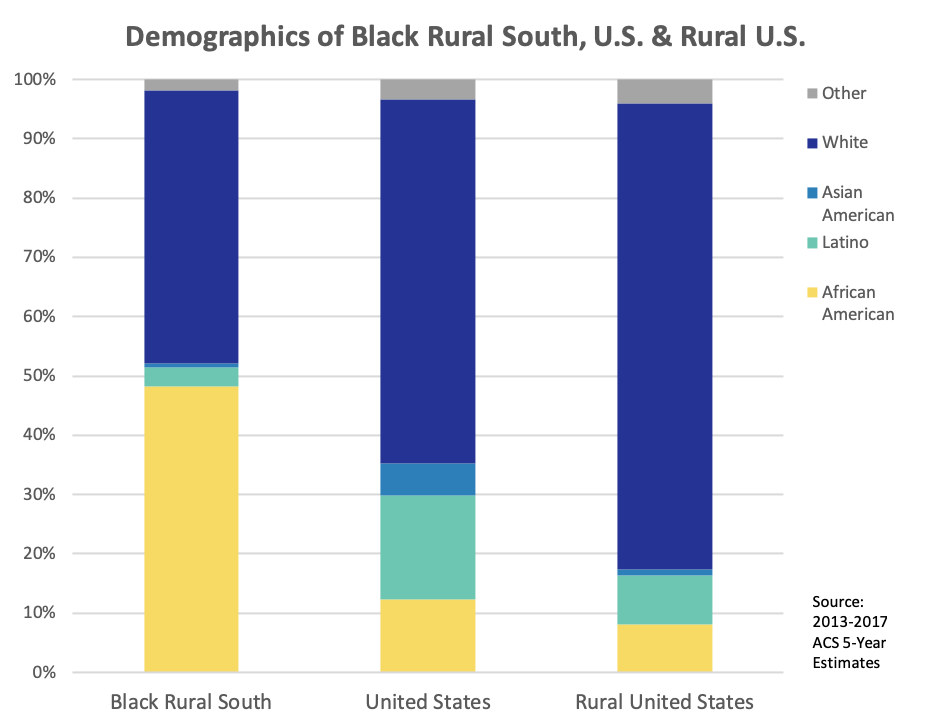 Demographics of Black Rural South, U.S. & Rural U.S.
100%
90%
80%
70%
60%
50%
40%
30%
20%
10%
0%
Black Rural South
United States
Rural United States
Other
White
Asian
American
Latino
African
American
Source:
2013-2017
ACS 5-Year
Estimates